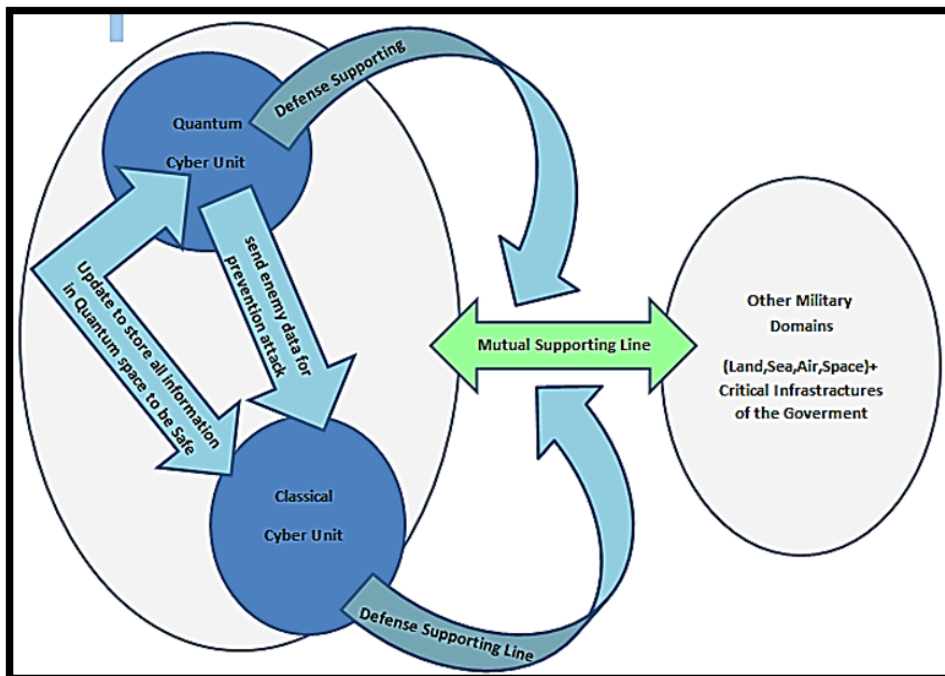 Defense Supporting
Quantum
Cyber Unit
send enemy data for
prevention attack
Update to store all information
in Quantum space to be Safe
Mutual Supporting Line
Other Military
Domains
(Land,Sea,Air,Space)+
Critical Infrastractures
of the Goverment
Classical
Cyber Unit
Defense Supporting Line